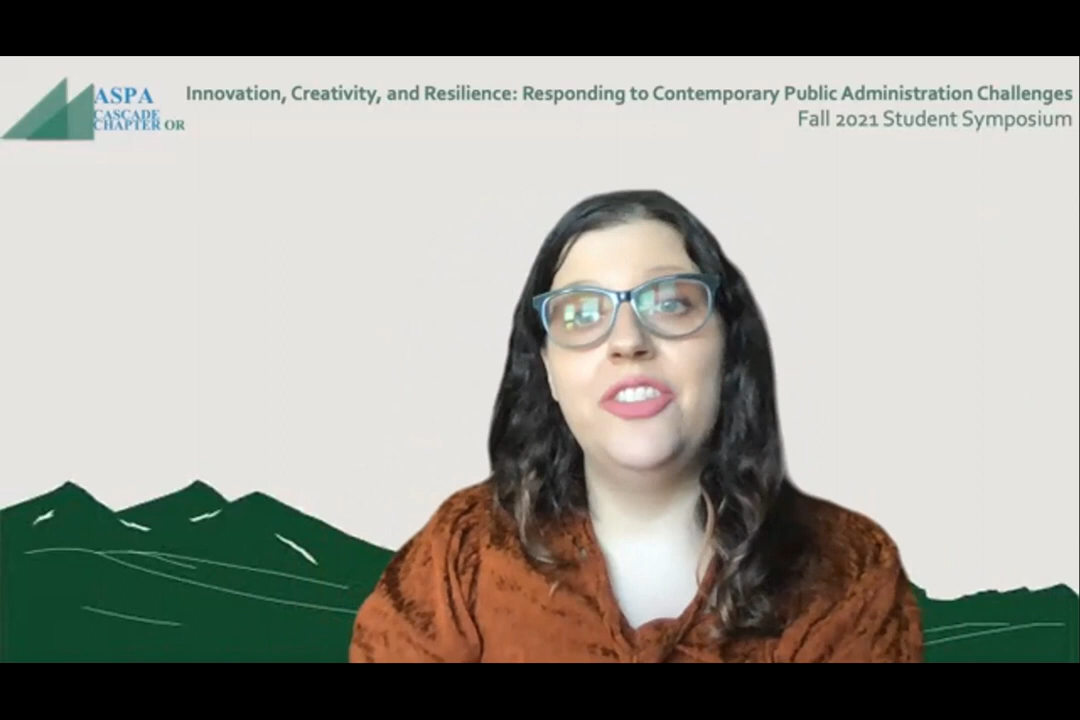 ASPA
CASCADE
CHAPTER OR
Innovation, Creativity, and Resilience: Responding to Contemporary Public Administration Challenges
Fall 2021 Student Symposium